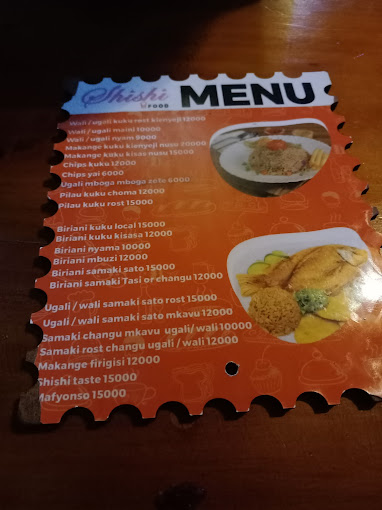 Shishi
FOOD
MENU
Wali / ugali kuku rost kienyeji 12000
Wali / ugali maini 10000
Wali / ugali nyam 9000
Makange kuku kienyeji nusu 20000
Makange kuku kisas nusu 15000
Chips kuku 12000
Chips yai 6000
Ugali mboga mboga zote 6000
Pilau kuku choma 12000
Pilau kuku rost 15000
Biriani kuku local 15000
Biriani kuku kisasa 12000
Biriani nyama 10000
Biriani mbuzi 12000
Biriani samaki sato 15000
Biriani samaki Tasi or changu 12000
Ugali / wali samaki sato rost 15000
Ugali / wali samaki sato mkavu 12000
Samaki changu mkavu ugali/ wali 10000
Samaki rost changu ugali / wali 12000
Makange firigisi 12000
Shishi taste 15000
Mafyonso 15000